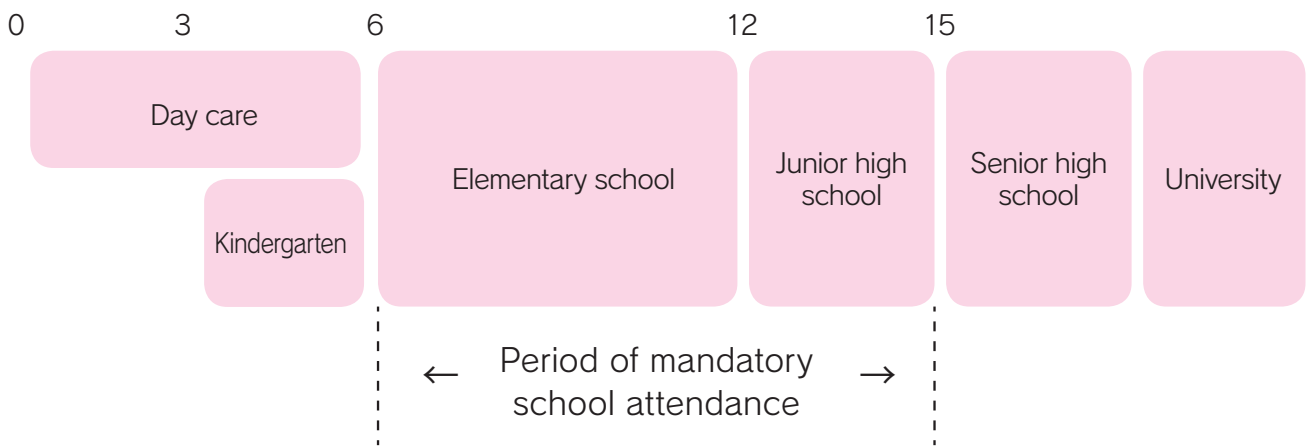 0 3 6 12 15
Day care
Kindergarten
Elementary school
Junior high
school
Senior high
school
University
← Period of mandatory →
school attendance